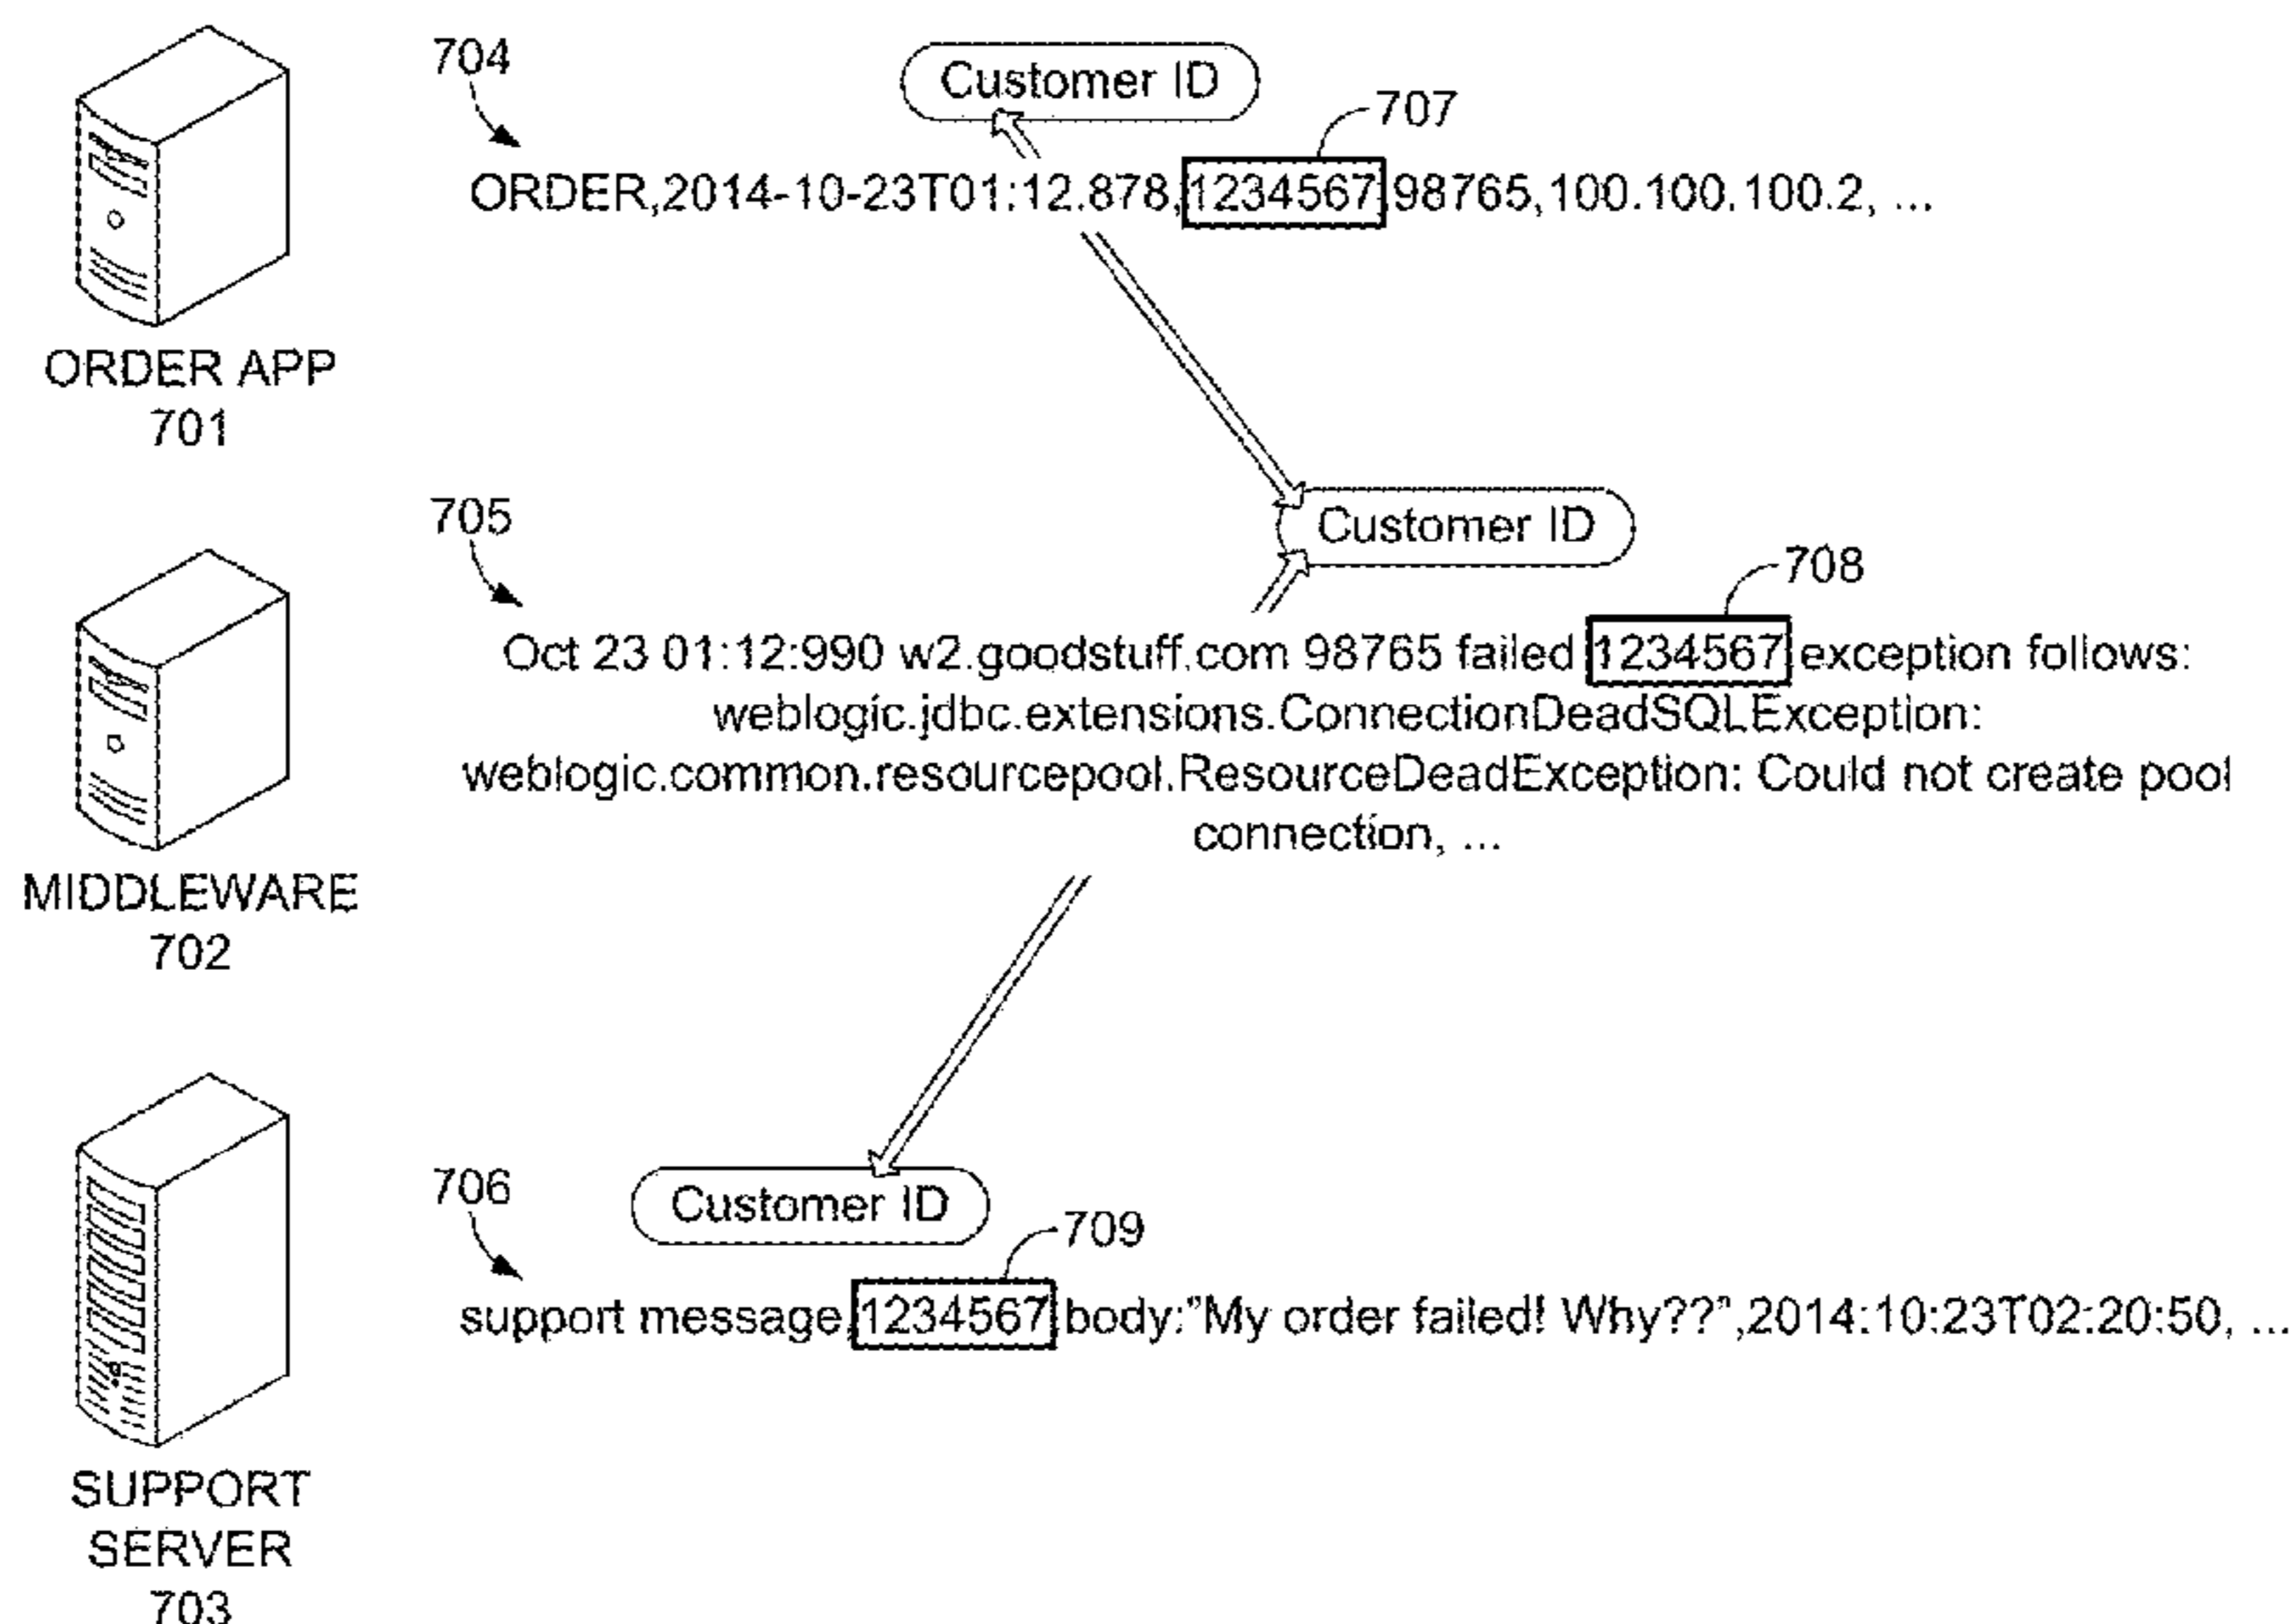 704
Customer ID
707
ORDER,2014-10-23T01:12.878,1234567,98765,100.100.100.2, ...
ORDER APP
701
705
Customer ID
708
Oct 23 01:12:990 w2.goodstuff.com 98765 failed 1234567 exception follows:
weblogic.jdbc.extensions.ConnectionDeadSQLException:
weblogic.common.resourcepool.ResourceDeadException: Could not create pool
connection, ...
MIDDLEWARE
702
706
Customer ID
709
support message,1234567,body:"My order failed! Why??",2014:10:23T02:20:50, ...
SUPPORT
SERVER
703